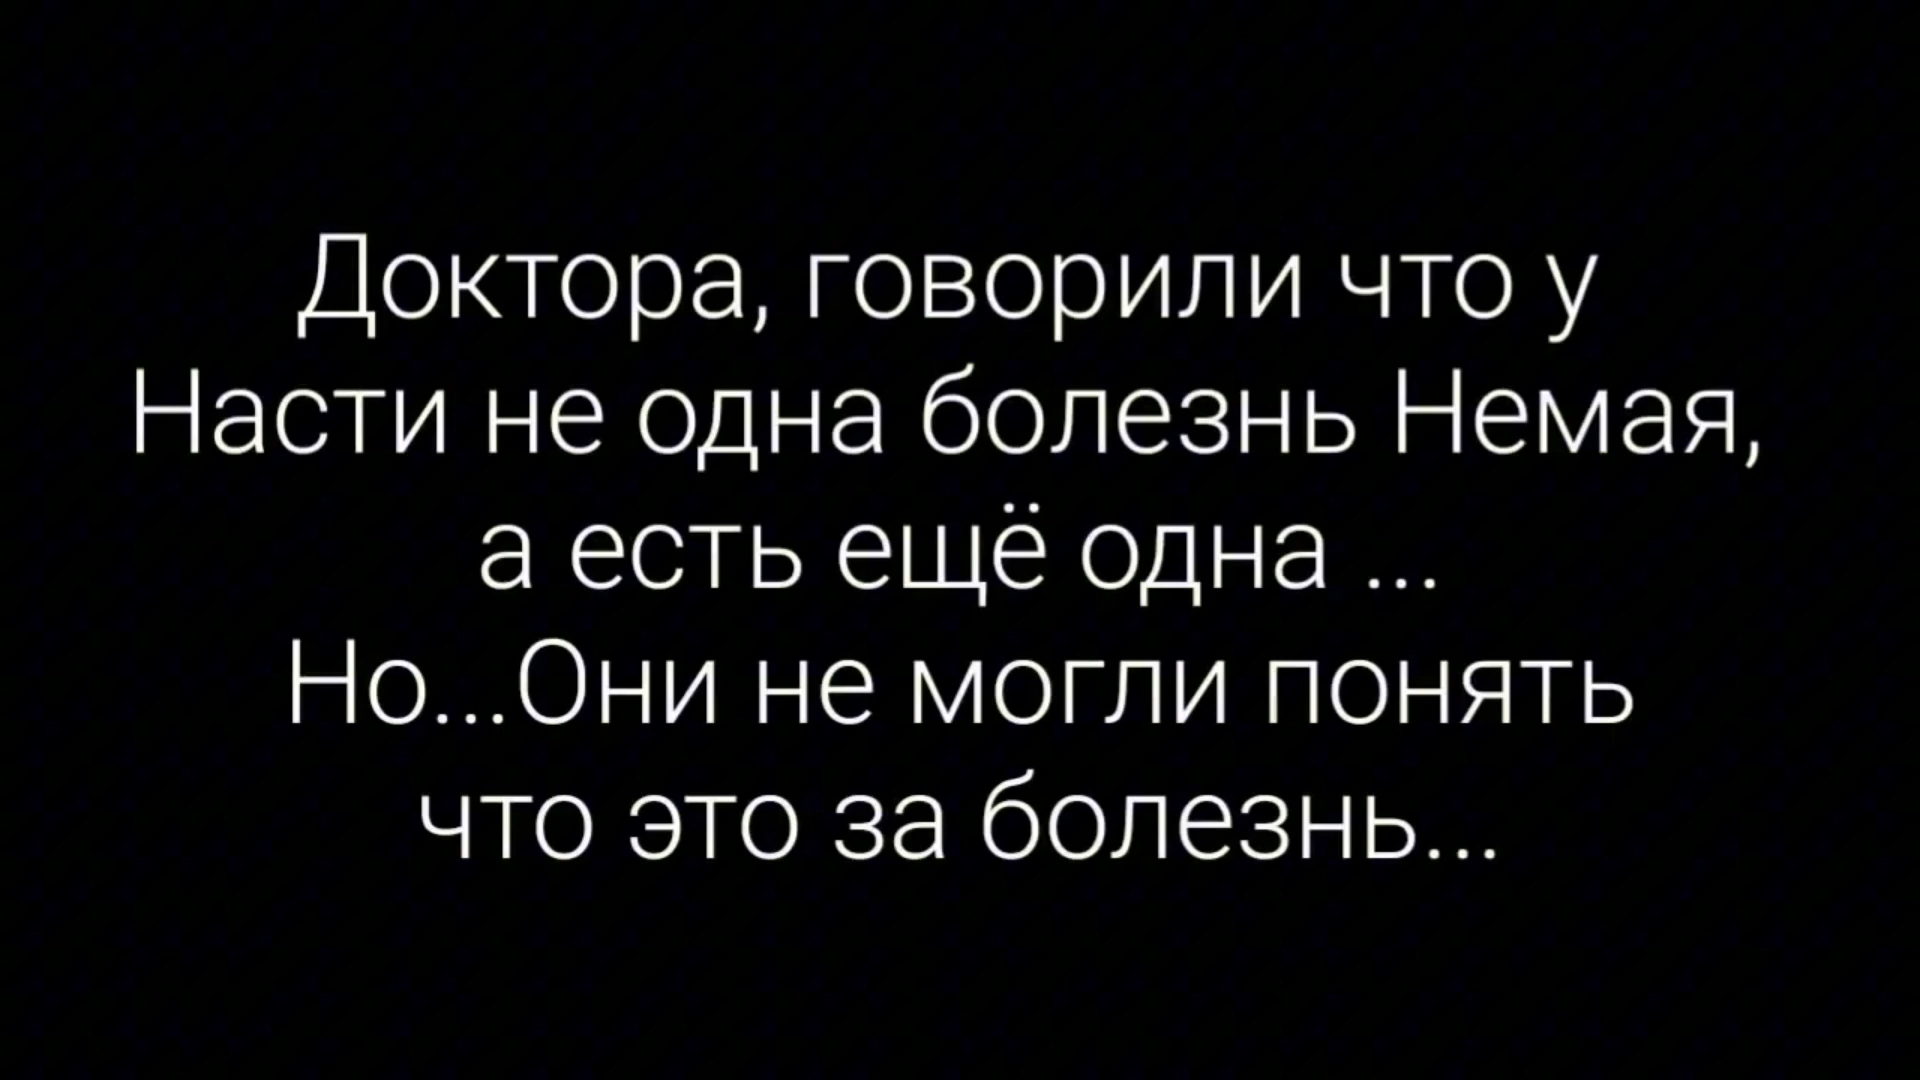 Доктора, говорили что у
Насти не одна болезнь Немая,
а есть ещё одна ...
Но...Они не могли понять
что это за болезнь...